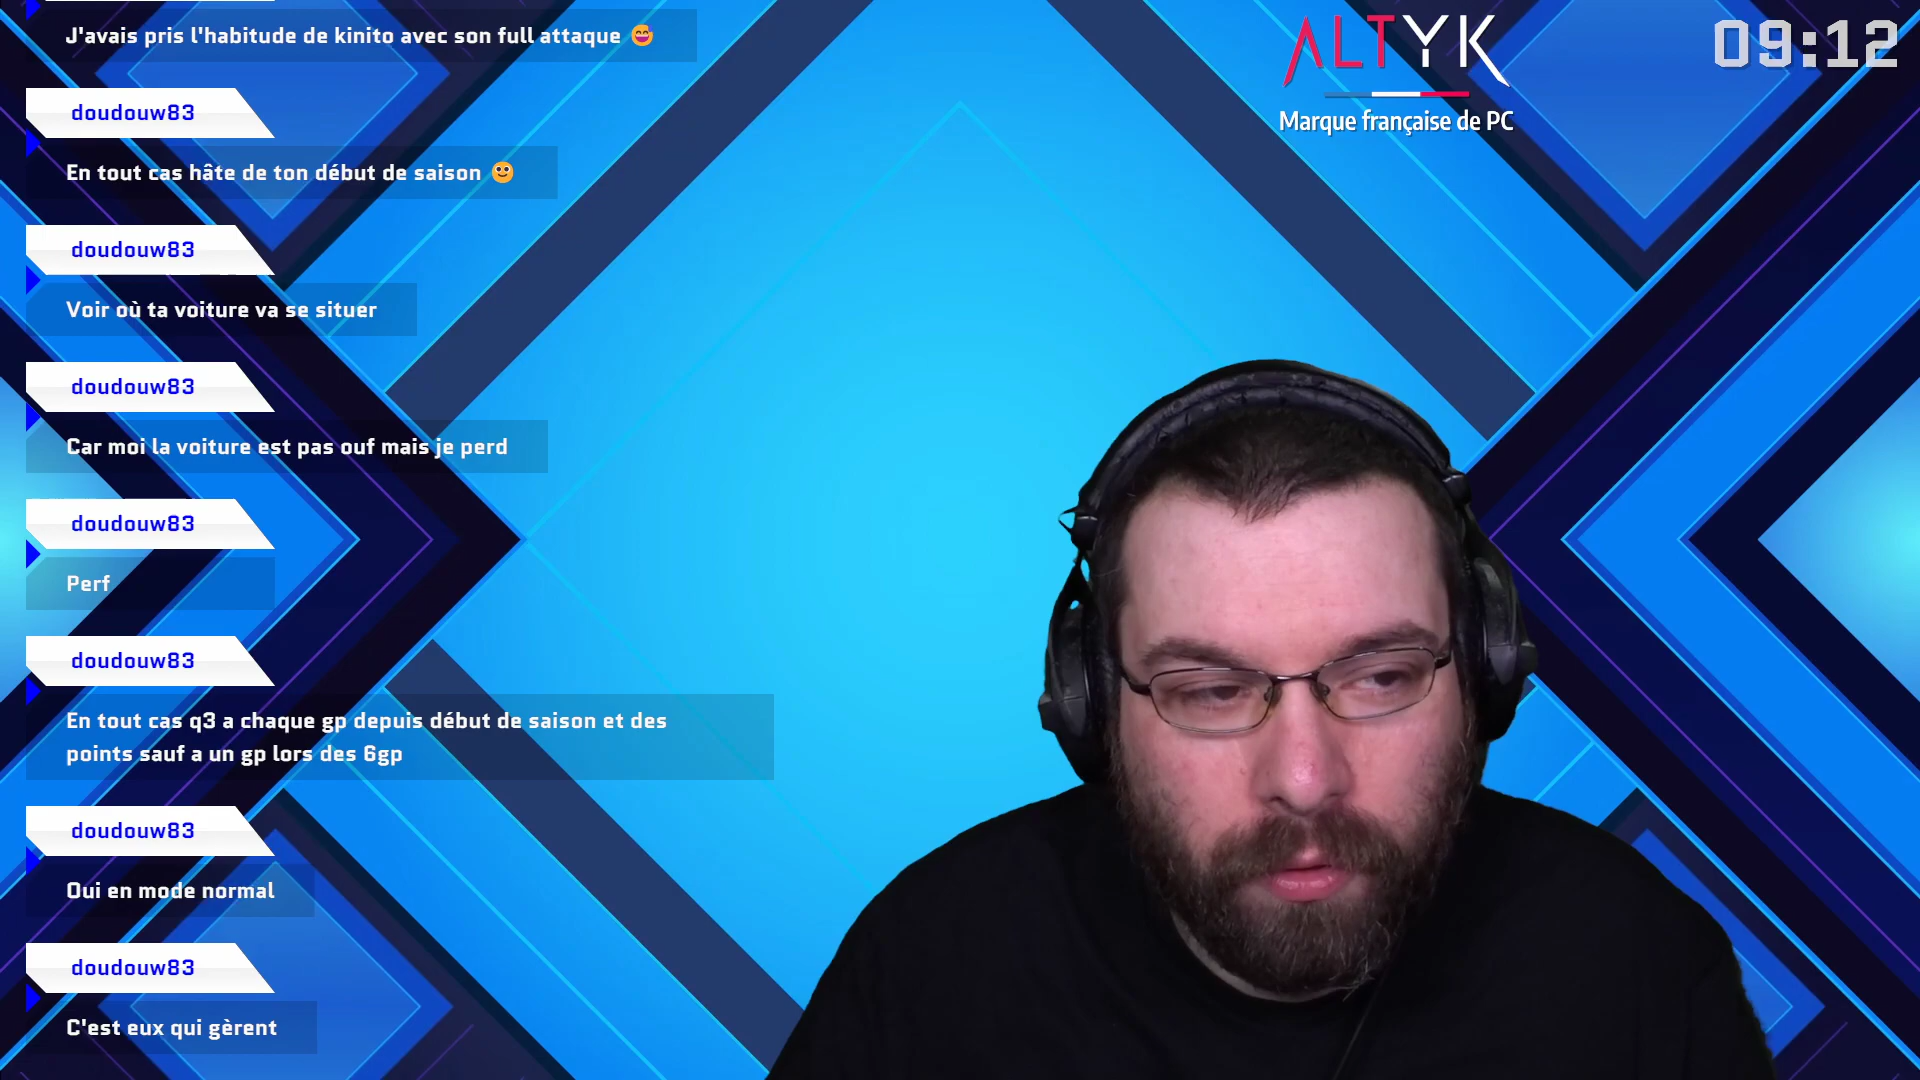 J'avais pris l'habitude de kinito avec son full attaque 😅
doudouw83
En tout cas hâte de ton début de saison 🙂
doudouw83
Voir où ta voiture va se situer
doudouw83
Car moi la voiture est pas ouf mais je perd
doudouw83
Perf
doudouw83
En tout cas q3 a chaque gp depuis début de saison et des
points sauf a un gp lors des 6gp
doudouw83
Oui en mode normal
doudouw83
C'est eux qui gèrent
ALTYK
Marque française de PC
09:12